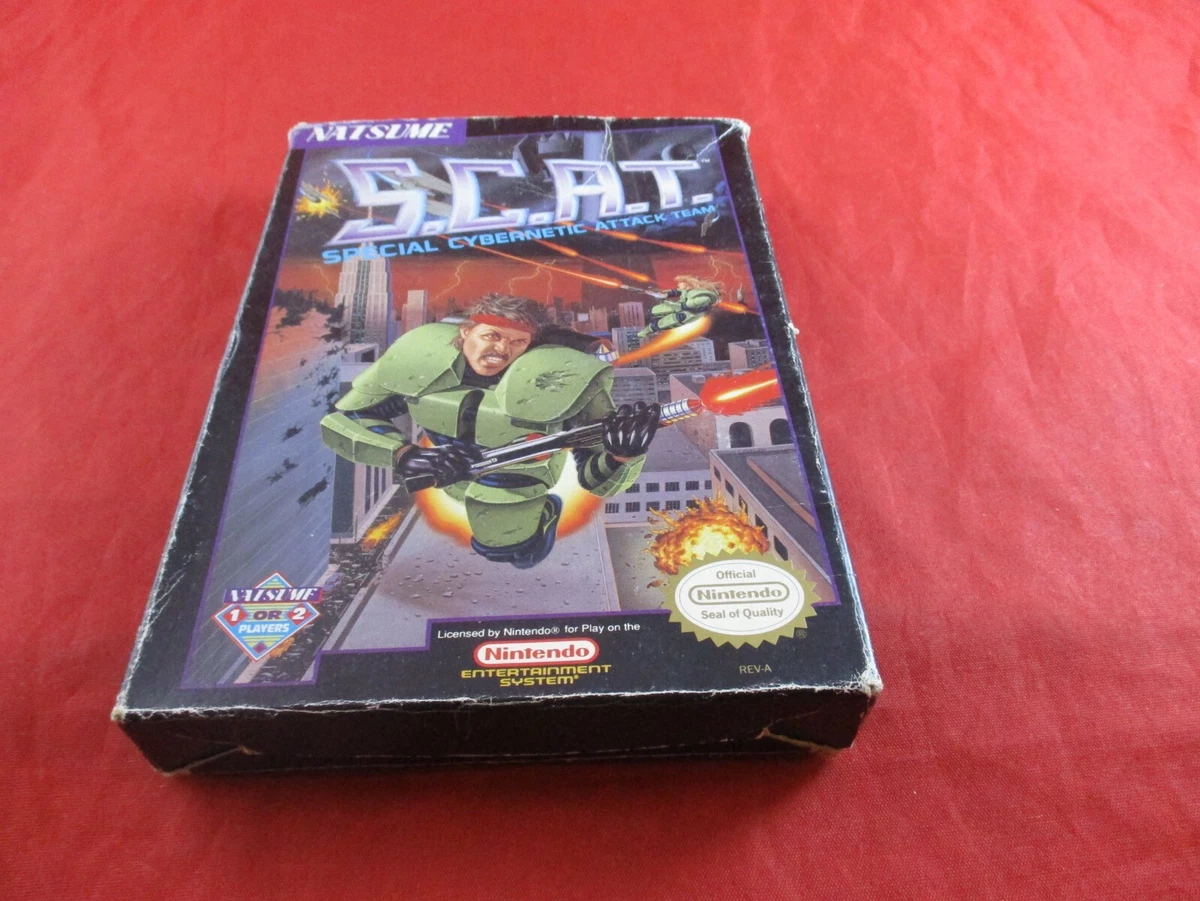 NATSUME
S.C.A.T.™
SPECIAL CYBERNETIC ATTACK TEAM
NATSUME
1 OR 2
PLAYERS
Official
Nintendo
Seal of Quality
®
Licensed by Nintendo® for Play on the
Nintendo
ENTERTAINMENT
SYSTEM®
REV-A